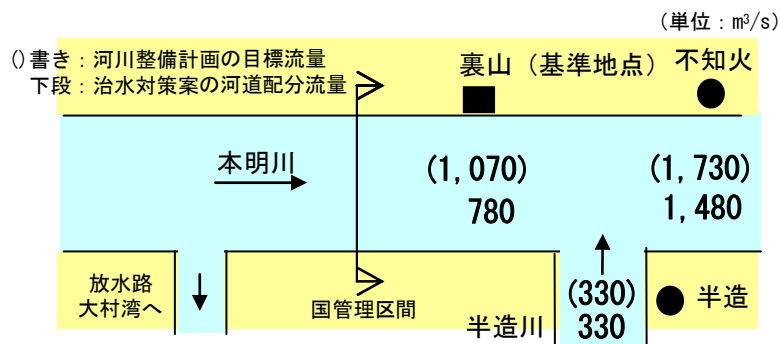 (単位：m³/s)
()書き：河川整備計画の目標流量
下段：治水対策案の河道配分流量
裏山（基準地点）
不知火
本明川
(1,070)
780
(1,730)
1,480
放水路
大村湾へ
国管理区間
半造川
(330)
330
半造